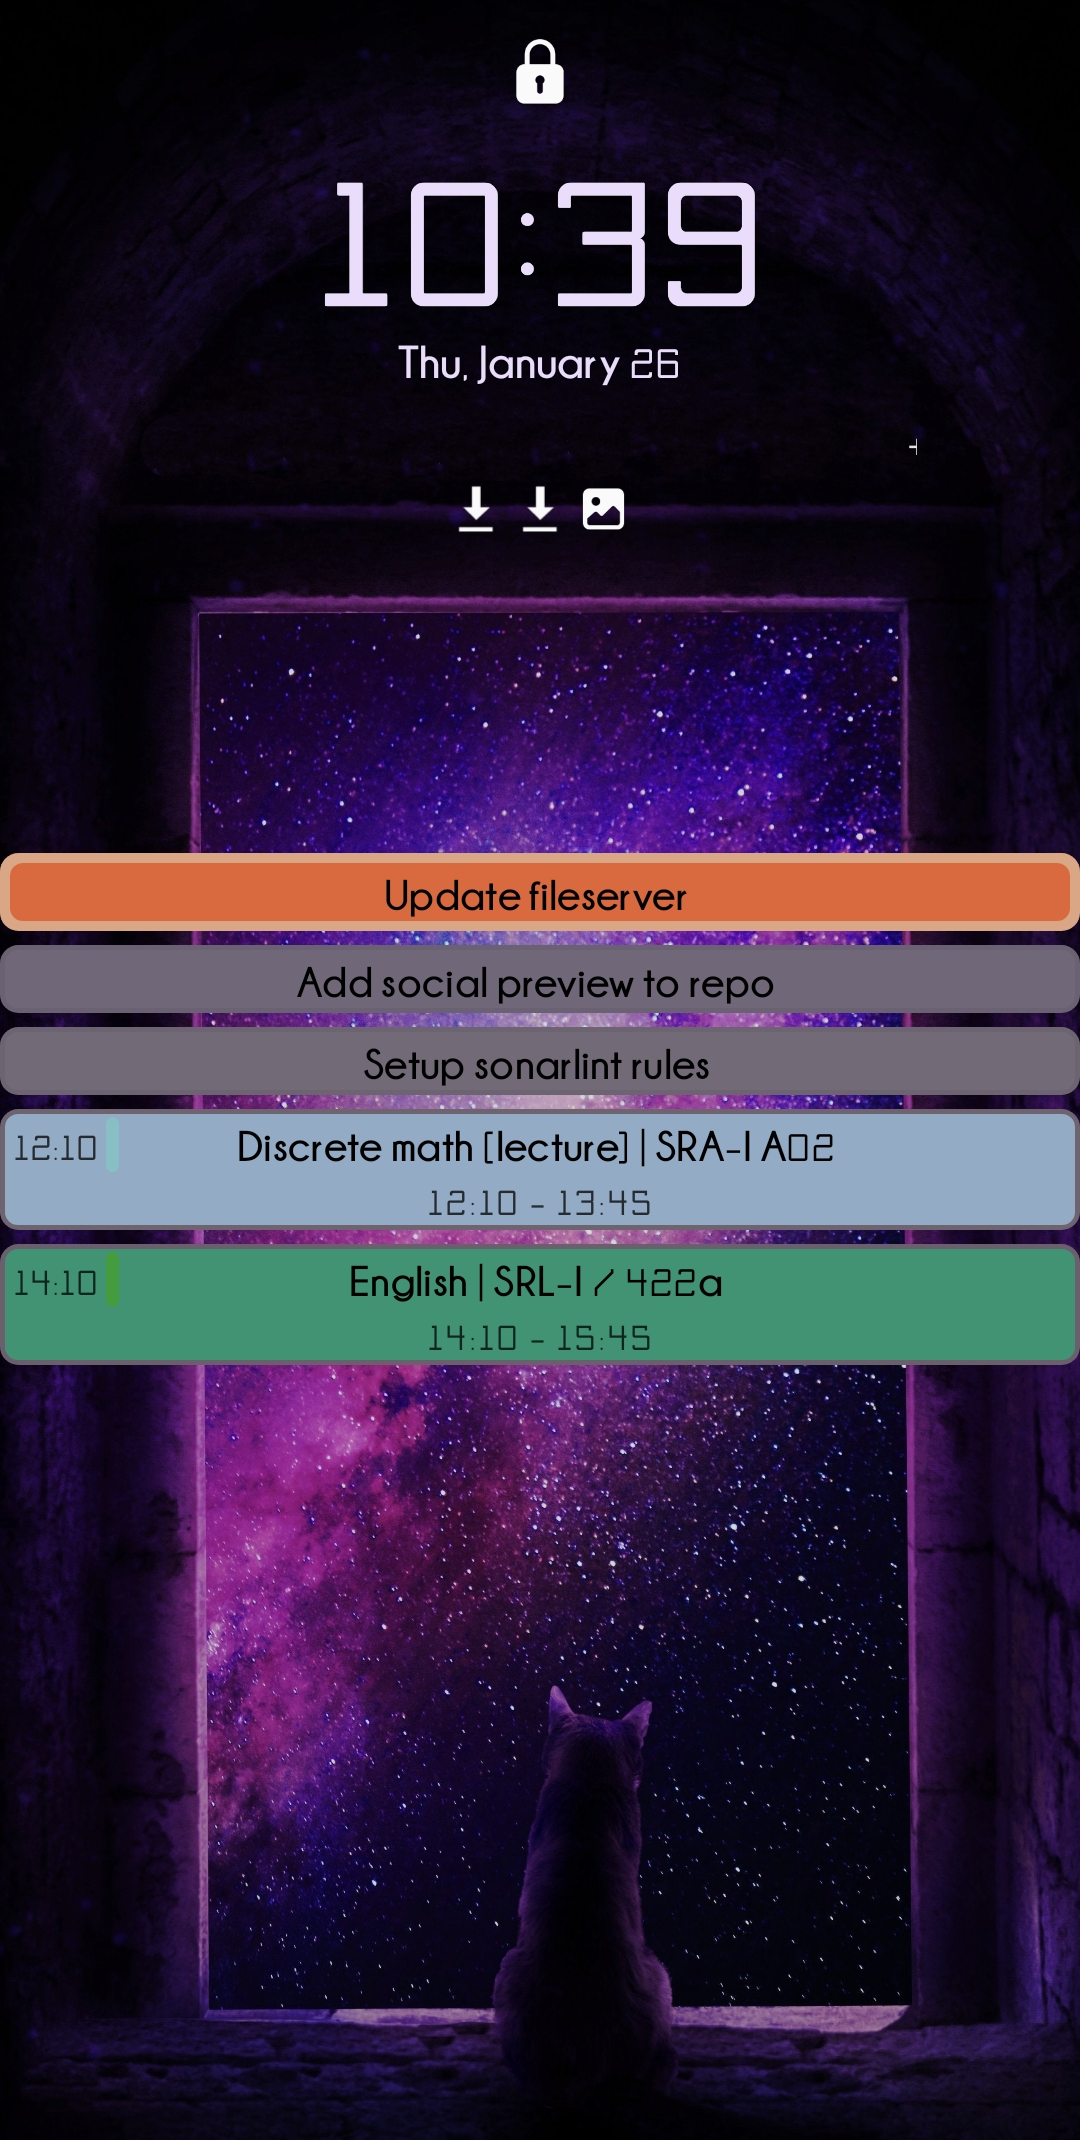 10:39
Thu, January 26
Update fileserver
Add social preview to repo
Setup sonarlint rules
12:10 Discrete math [lecture] | SRA-I A02
12:10 - 13:45
14:10 English | SRL-I / 422a
14:10 - 15:45